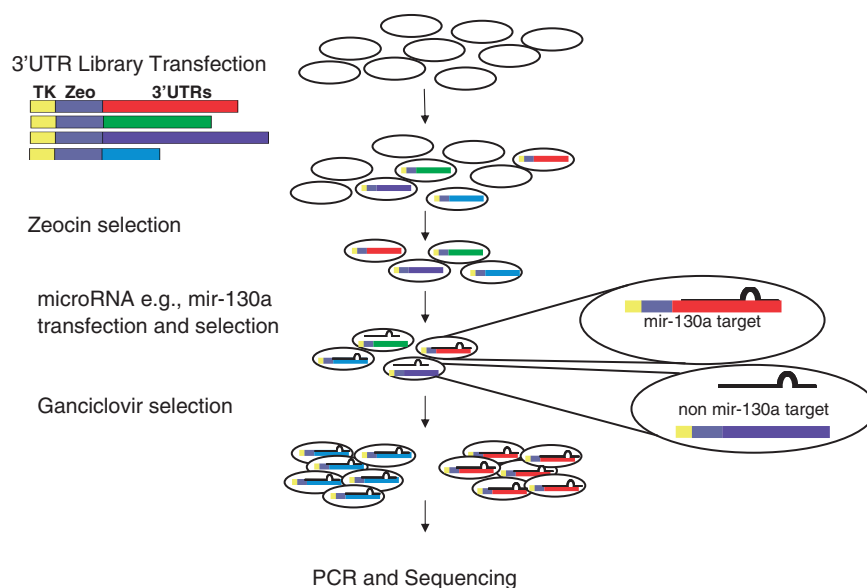 3'UTR Library Transfection
TK Zeo 3'UTRs
Zeocin selection
microRNA e.g., mir-130a
transfection and selection
mir-130a target
Ganciclovir selection
non mir-130a target
PCR and Sequencing